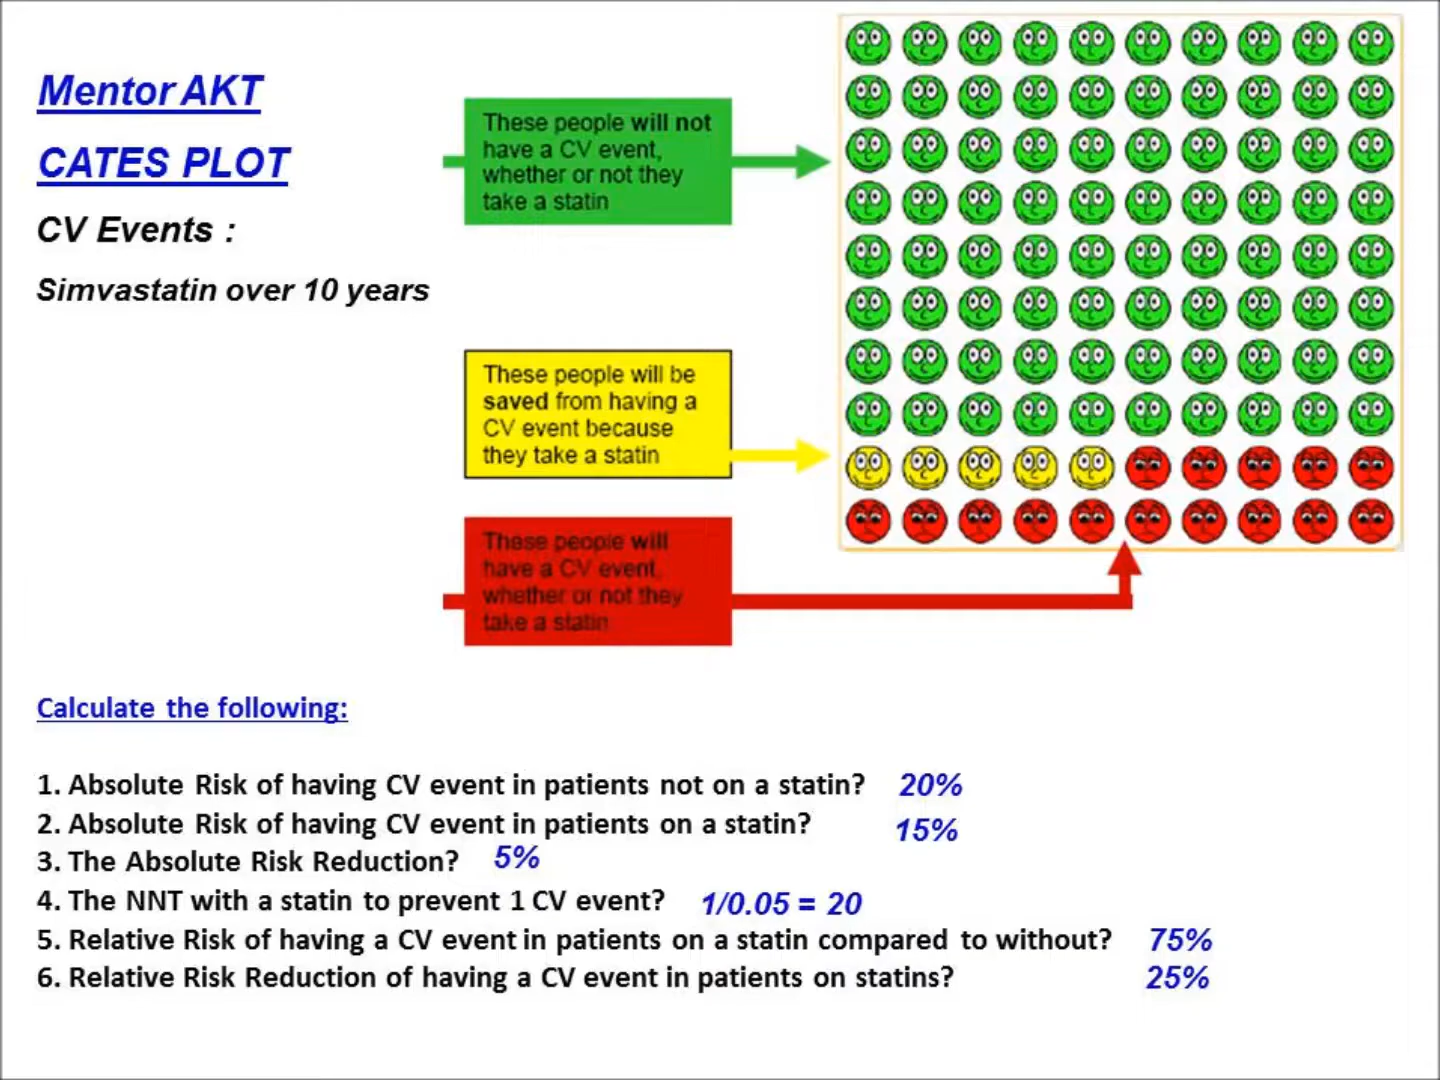 Mentor AKT
CATES PLOT
CV Events :
Simvastatin over 10 years
These people will not
have a CV event,
whether or not they
take a statin
These people will be
saved from having a
CV event because
they take a statin
These people will
have a CV event,
whether or not they
take a statin
Calculate the following:
1. Absolute Risk of having CV event in patients not on a statin? 20%
2. Absolute Risk of having CV event in patients on a statin? 15%
3. The Absolute Risk Reduction? 5%
4. The NNT with a statin to prevent 1 CV event? 1/0.05 = 20
5. Relative Risk of having a CV event in patients on a statin compared to without? 75%
6. Relative Risk Reduction of having a CV event in patients on statins? 25%